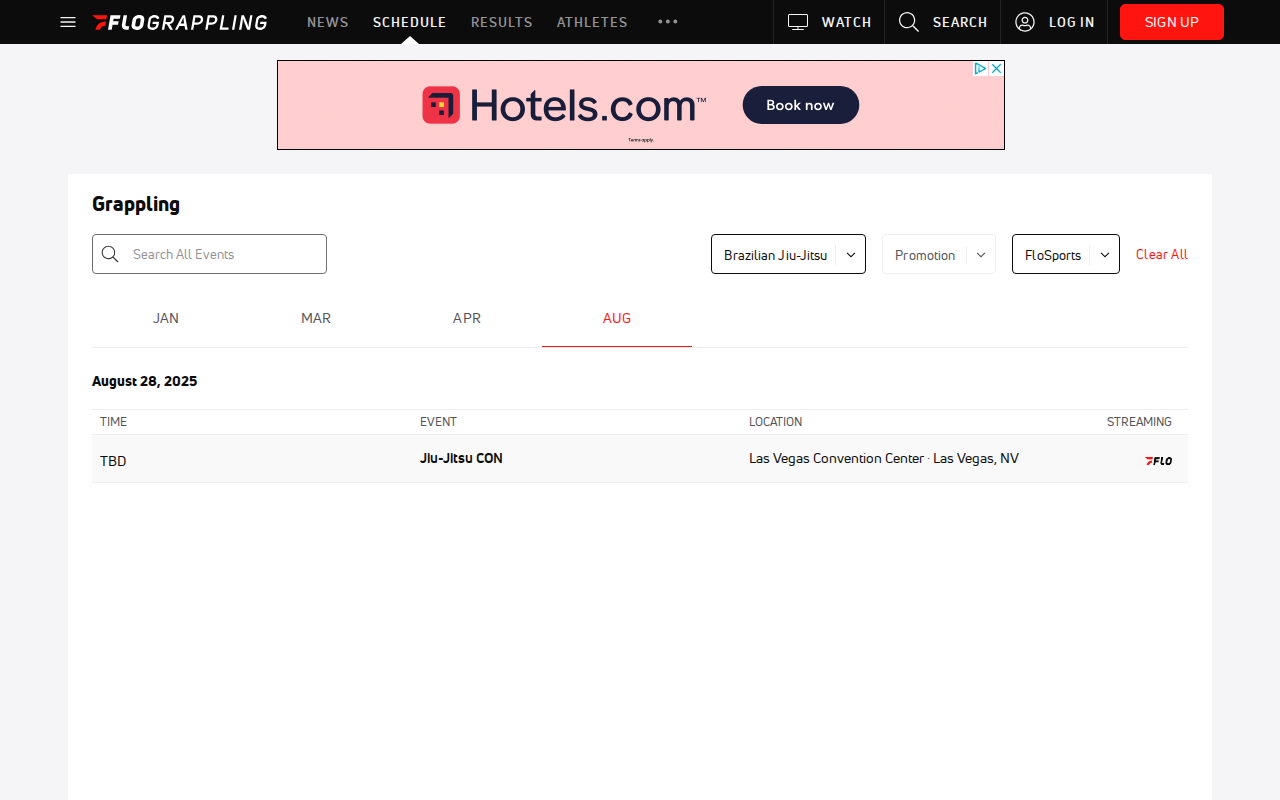 FLOGRAPPLING NEWS SCHEDULE RESULTS ATHLETES WATCH SEARCH LOG IN SIGN UP
Hotels.com™ Book now
Terms apply.
Grappling
Search All Events Brazilian Jiu-Jitsu Promotion FloSports Clear All
JAN MAR APR AUG
August 28, 2025
TIME EVENT LOCATION STREAMING
TBD Jiu-Jitsu CON Las Vegas Convention Center · Las Vegas, NV FLO